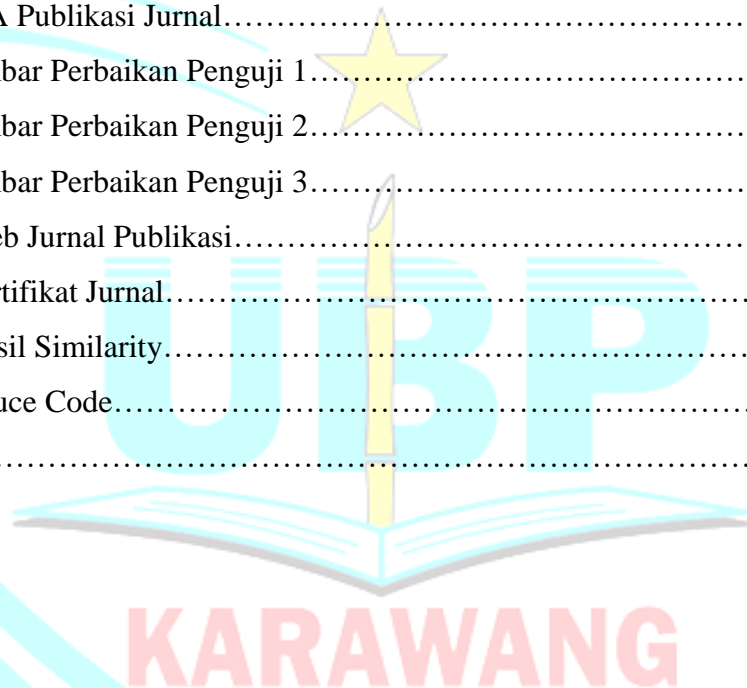 A Publikasi Jurnal……………………………………………………
bar Perbaikan Penguji 1……………………………………………
bar Perbaikan Penguji 2……………………………………………
bar Perbaikan Penguji 3……………………………………………
eb Jurnal Publikasi…………………………………………………
rtifikat Jurnal………………………………………………………
sil Similarity…………………………………………………………
uce Code………………………………………………………………
……………………………………………………………………………
UBP
KARAWANG